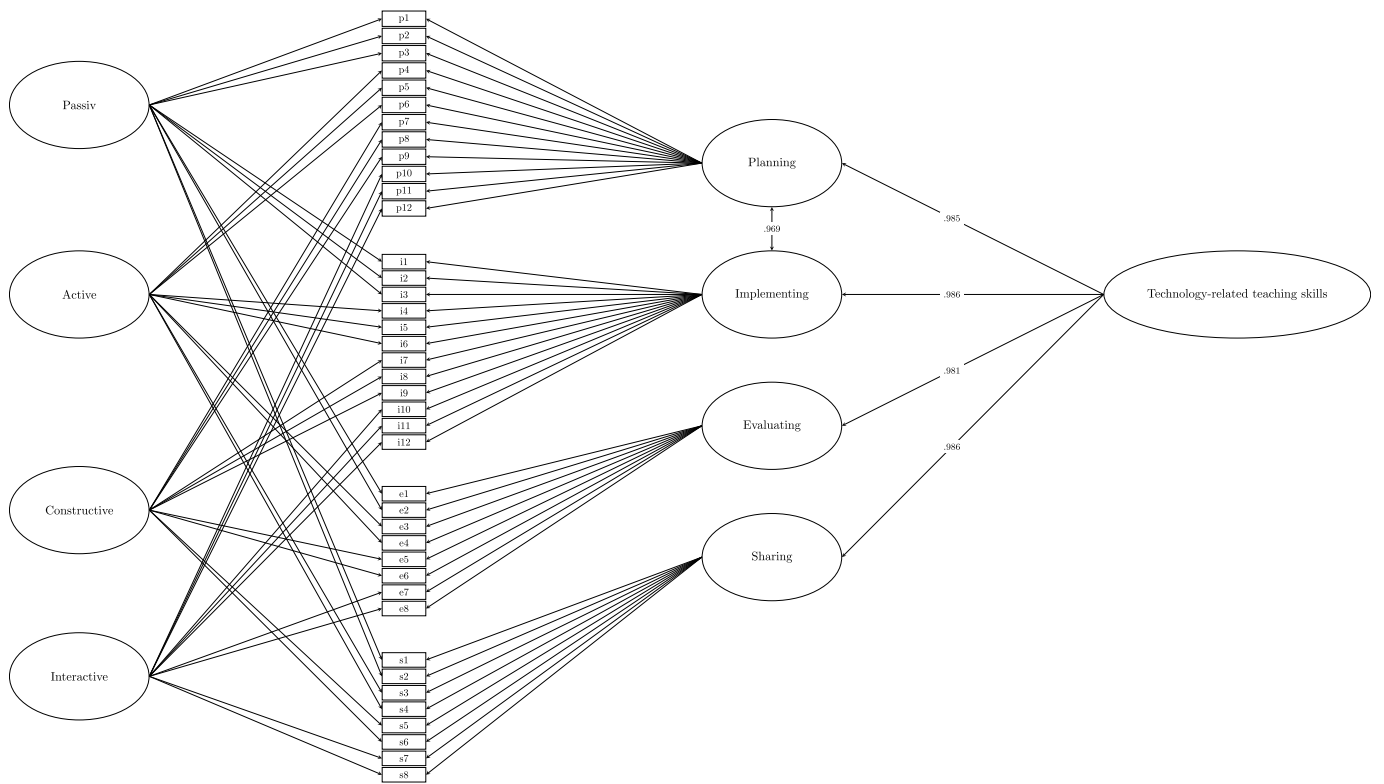 Passiv
Active
Constructive
Interactive
p1
p2
p3
p4
p5
p6
p7
p8
p9
p10
p11
p12
i1
i2
i3
i4
i5
i6
i7
i8
i9
i10
i11
i12
e1
e2
e3
e4
e5
e6
e7
e8
s1
s2
s3
s4
s5
s6
s7
s8
Planning
.969
Implementing
Evaluating
Sharing
.985
.986
.981
.986
Technology-related teaching skills